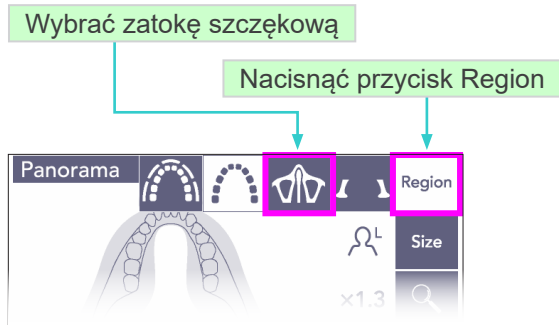 Wybrać zatokę szczękową
Nacisnąć przycisk Region
Panorama
Region
L
Size
×1.3